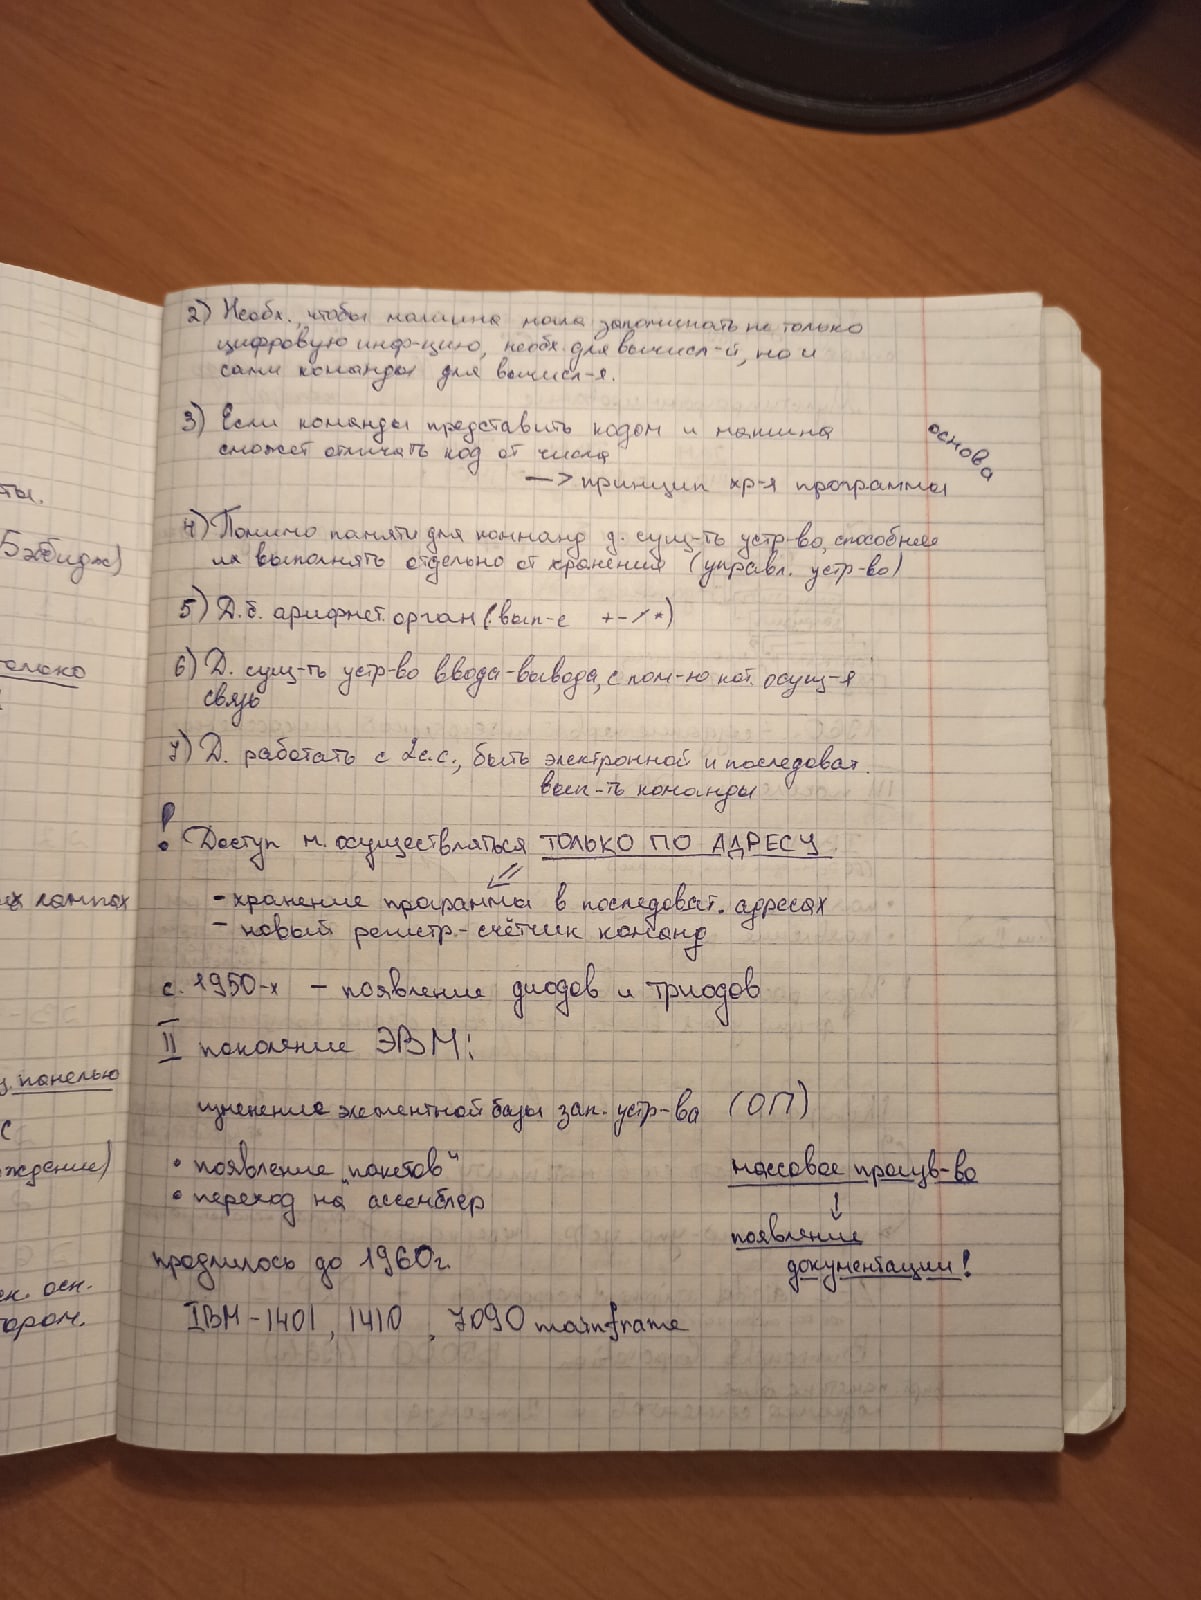 2) Необх., чтобы машина могла запоминать не только
цифровую инф-цию, необх. для вычисл-й, но и
сами команды для вычисл-я.
3) Если команды представить кодом и машина
сможет отличать код от числа
основа
—> принцип хр-я программы
4) Помимо памяти для комманд д. сущ-ть устр-во, способное
их выполнять отдельно от хранения (управл. устр-во)
5) Д.б. арифмет. орган (вып-е + - / *)
6) Д. сущ-ть устр-во ввода-вывода, с пом-ю кот. осущ-я
связь
7) Д. работать с 2с.с., быть электронной и последоват.
вып-ть команды
! Доступ м. осуществляться ТОЛЬКО ПО АДРЕСУ
- хранение программы в последоват. адресах
- новый регистр - счётчик команд
с. 1950-х - появление диодов и триодов
II поколение ЭВМ:
изменение элементной базы зап. устр-ва (ОП)
• появление "пакетов"
• переход на ассемблер
массовое произв-во
появление
документации!
продлилось до 1960г.
IBM-1401, 1410, 7090 mainframe
ты.
Бэббидж)
только
их лампах
панелью
с
ждение)
осн.